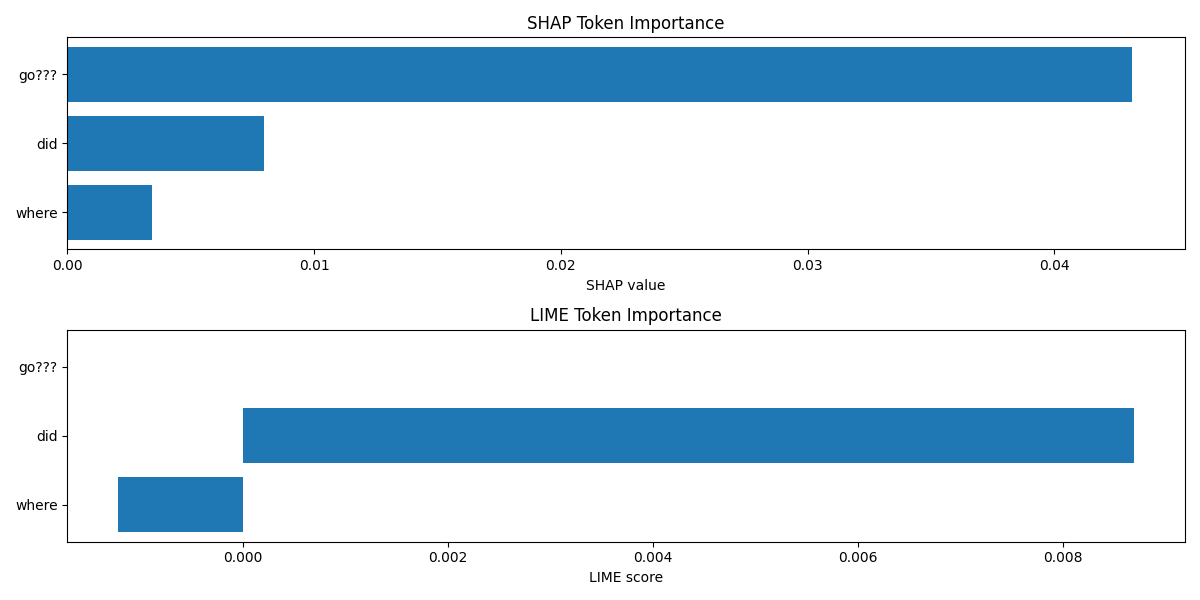 SHAP Token Importance
go???
did
where
0.00 0.01 0.02 0.03 0.04
SHAP value
LIME Token Importance
go???
did
where
0.000 0.002 0.004 0.006 0.008
LIME score